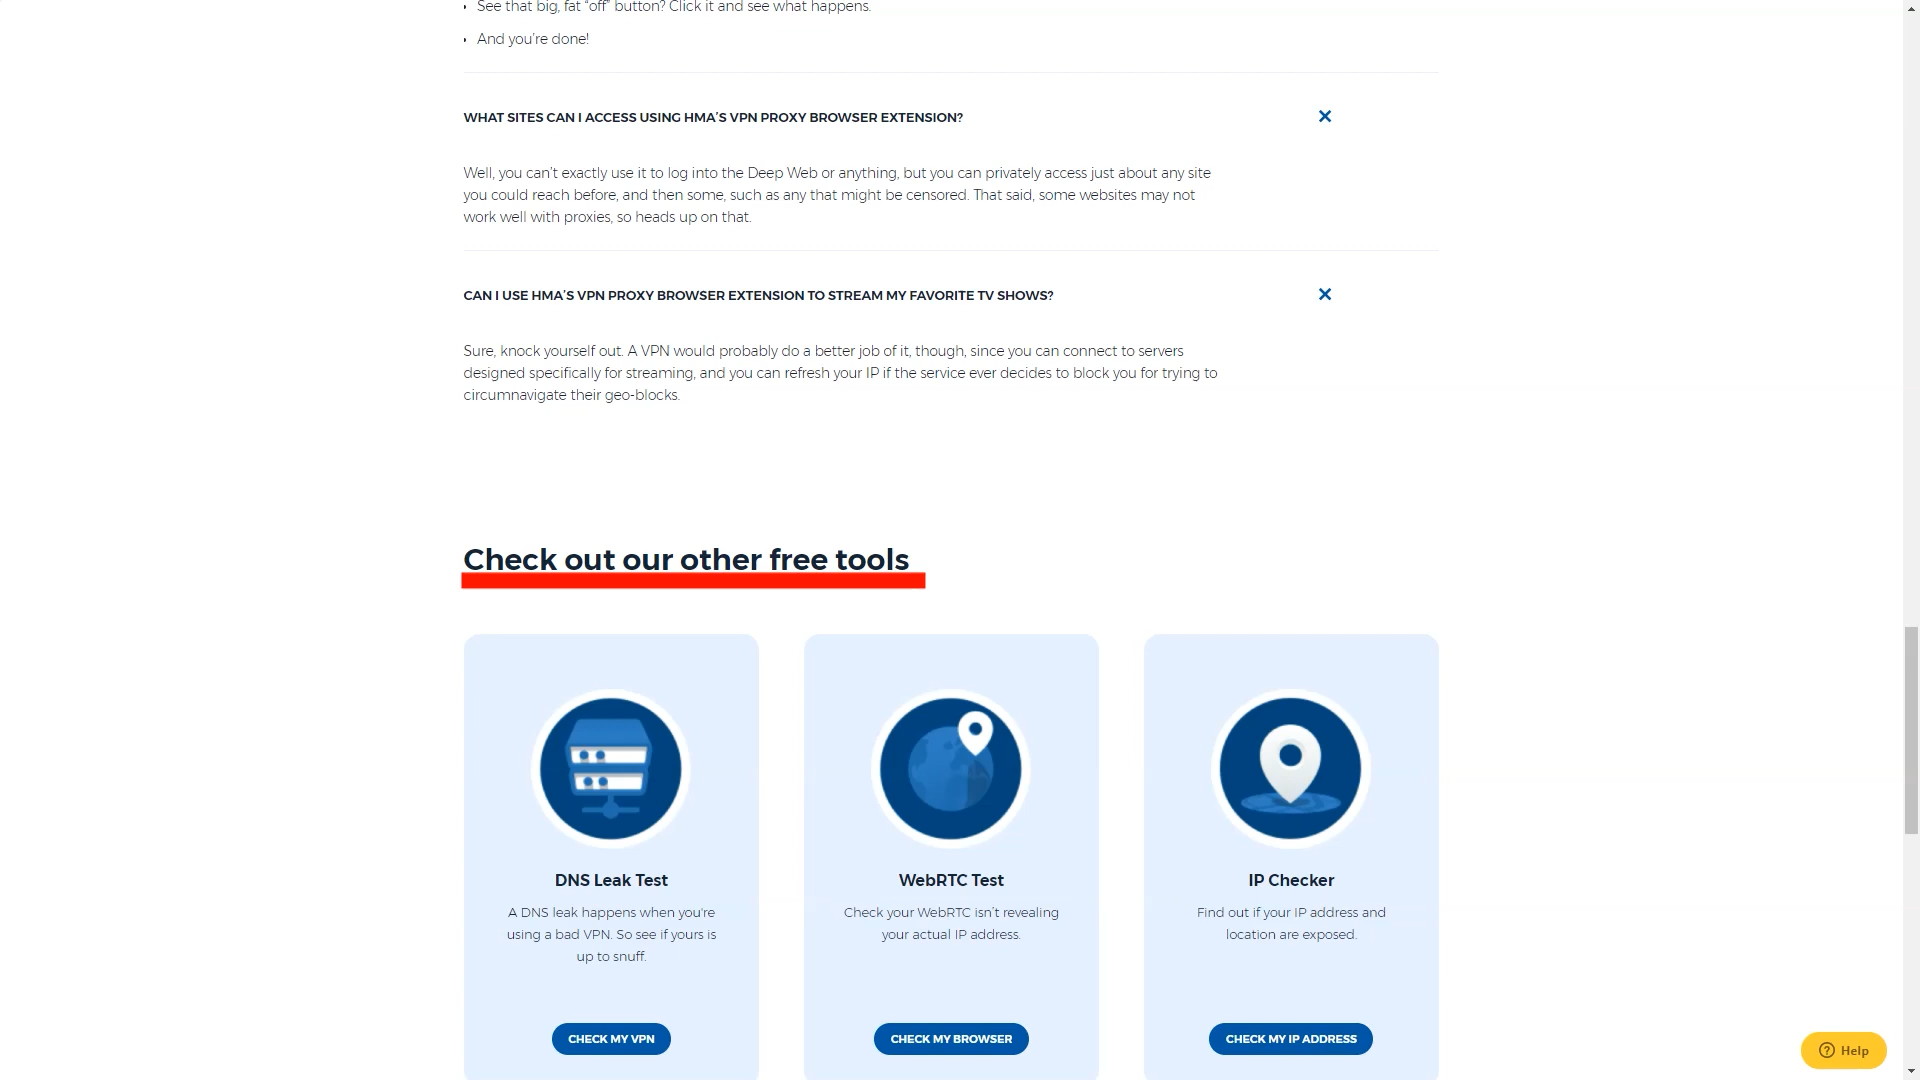 See that big, fat “off” button? Click it and see what happens.
And you’re done!
WHAT SITES CAN I ACCESS USING HMA’S VPN PROXY BROWSER EXTENSION?
Well, you can’t exactly use it to log into the Deep Web or anything, but you can privately access just about any site
you could reach before, and then some, such as any that might be censored. That said, some websites may not
work well with proxies, so heads up on that.
CAN I USE HMA’S VPN PROXY BROWSER EXTENSION TO STREAM MY FAVORITE TV SHOWS?
Sure, knock yourself out. A VPN would probably do a better job of it, though, since you can connect to servers
designed specifically for streaming, and you can refresh your IP if the service ever decides to block you for trying to
circumnavigate their geo-blocks.
Check out our other free tools
DNS Leak Test
A DNS leak happens when you're
using a bad VPN. So see if yours is
up to snuff.
CHECK MY VPN
WebRTC Test
Check your WebRTC isn’t revealing
your actual IP address.
CHECK MY BROWSER
IP Checker
Find out if your IP address and
location are exposed.
CHECK MY IP ADDRESS
Help